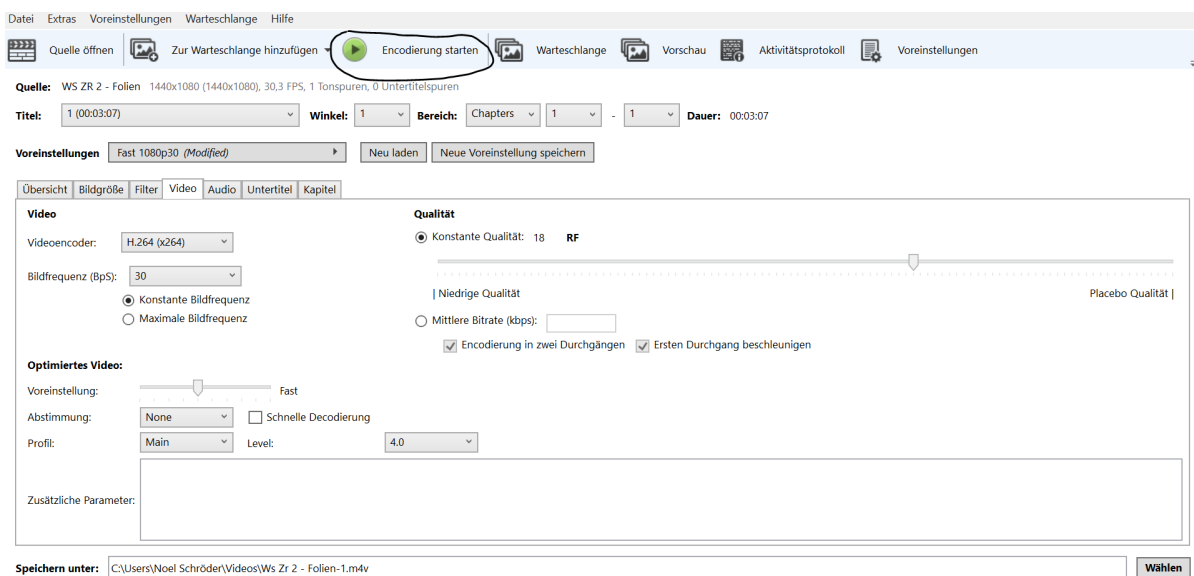 Datei Extras Voreinstellungen Warteschlange Hilfe
Quelle öffnen Zur Warteschlange hinzufügen Encodierung starten Warteschlange Vorschau Aktivitätsprotokoll Voreinstellungen
Quelle: WS ZR 2 - Folien 1440x1080 (1440x1080), 30,3 FPS, 1 Tonspuren, 0 Untertitelspuren
Titel: 1 (00:03:07) Winkel: 1 Bereich: Chapters 1 - 1 Dauer: 00:03:07
Voreinstellungen Fast 1080p30 (Modified) Neu laden Neue Voreinstellung speichern
Übersicht Bildgröße Filter Video Audio Untertitel Kapitel
Video Qualität
Videoencoder: H.264 (x264) Konstante Qualität: 18 RF
Bildfrequenz (BpS): 30
Konstante Bildfrequenz | Niedrige Qualität Placebo Qualität |
Maximale Bildfrequenz Mittlere Bitrate (kbps):
Encodierung in zwei Durchgängen Ersten Durchgang beschleunigen
Optimiertes Video:
Voreinstellung: Fast
Abstimmung: None Schnelle Decodierung
Profil: Main Level: 4.0
Zusätzliche Parameter:
Speichern unter: C:\Users\Noel Schröder\Videos\Ws Zr 2 - Folien-1.m4v Wählen